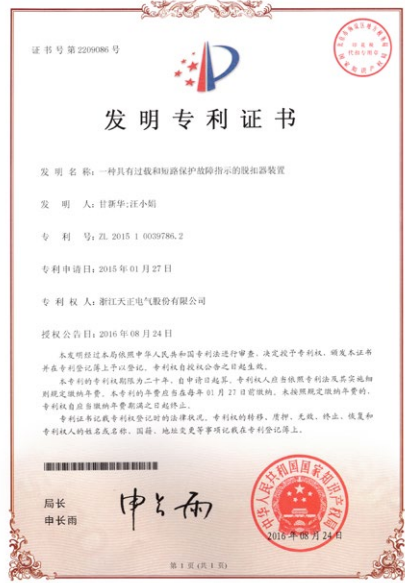 证书号第2209086号
发明专利证书
发 明 名 称：一种具有过载和短路保护故障指示的脱扣器装置
发 明 人：甘新华;汪小娟
专 利 号：ZL 2015 1 0039786.2
专利申请日：2015年01月27日
专 利 权 人：浙江天正电气股份有限公司
授权公告日：2016年08月24日
本发明经过本局依照中华人民共和国专利法进行审查，决定授予专利权，颁发本证书
并在专利登记簿上予以登记。专利权自授权公告之日起生效。
本专利的专利权期限为二十年，自申请日起算。专利权人应当依照专利法及其实施细
则规定缴纳年费。本专利的年费应当在每年01月27日前缴纳。未按照规定缴纳年费的，
专利权自应当缴纳年费期满之日起终止。
专利证书记载专利权登记时的法律状况。专利权的转移、质押、无效、终止、恢复和
专利权人的姓名或名称、国籍、地址变更等事项记载在专利登记簿上。
局长
申长雨
申长雨
中华人民共和国国家知识产权局
2016年08月24日
第1页(共1页)